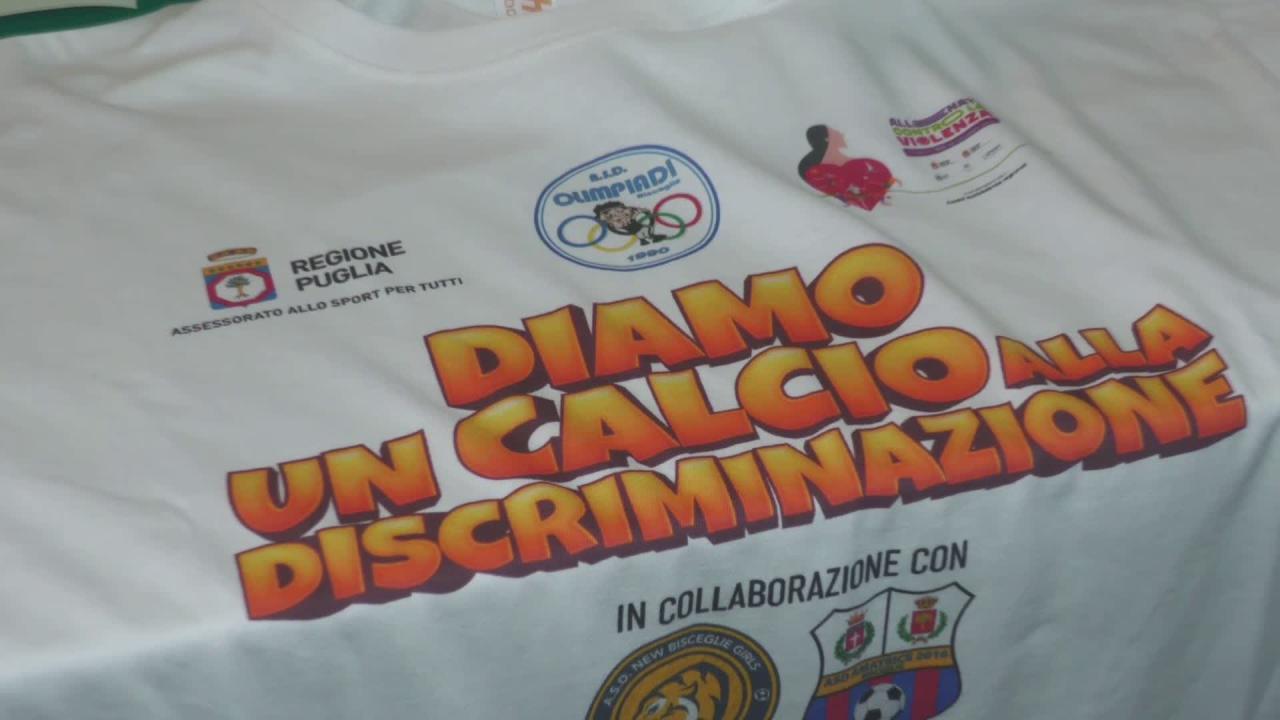 REGIONE
PUGLIA
ASSESSORATO ALLO SPORT PER TUTTI
OLIMPIADI
Bisceglie
1990
CONTRO LA
VIOLENZA
DIAMO
UN CALCIO ALLA
DISCRIMINAZIONE
IN COLLABORAZIONE CON
A.S.D. NEW BISCEGLIE GIRLS